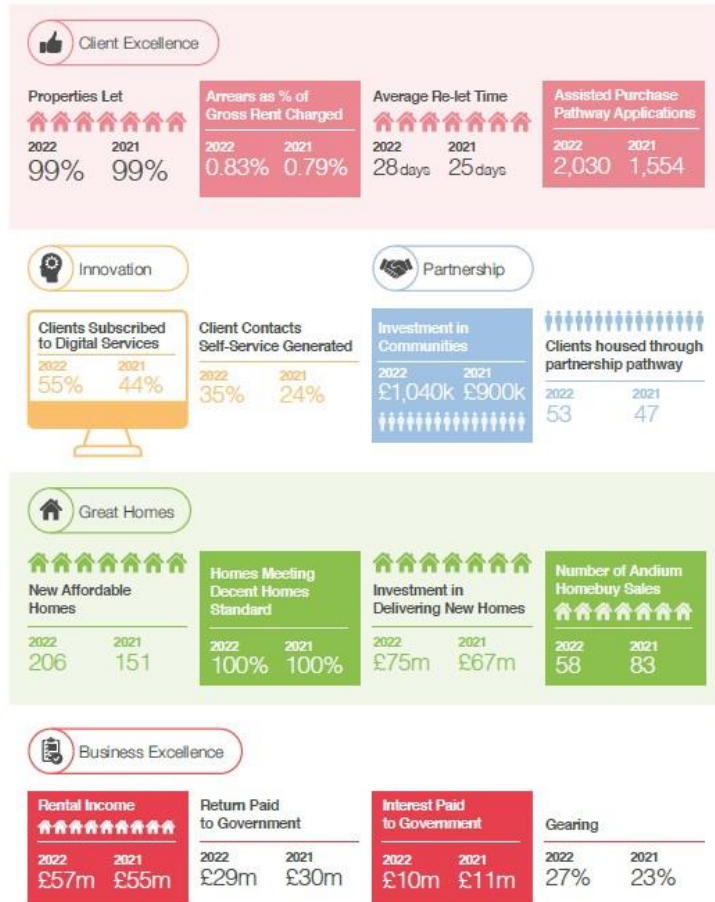 Client Excellence
Properties Let
2022 2021
99% 99%
Arrears as % of
Gross Rent Charged
2022 2021
0.83% 0.79%
Average Re-let Time
2022 2021
28 days 25 days
Assisted Purchase
Pathway Applications
2022 2021
2,030 1,554
Innovation
Clients Subscribed
to Digital Services
2022 2021
55% 44%
Client Contacts
Self-Service Generated
2022 2021
35% 24%
Partnership
Investment in
Communities
2022 2021
£1,040k £900k
Clients housed through
partnership pathway
2022 2021
53 47
Great Homes
New Affordable
Homes
2022 2021
206 151
Homes Meeting
Decent Homes
Standard
2022 2021
100% 100%
Investment in
Delivering New Homes
2022 2021
£75m £67m
Number of Andium
Homebuy Sales
2022 2021
58 83
Business Excellence
Rental Income
2022 2021
£57m £55m
Return Paid
to Government
2022 2021
£29m £30m
Interest Paid
to Government
2022 2021
£10m £11m
Gearing
2022 2021
27% 23%